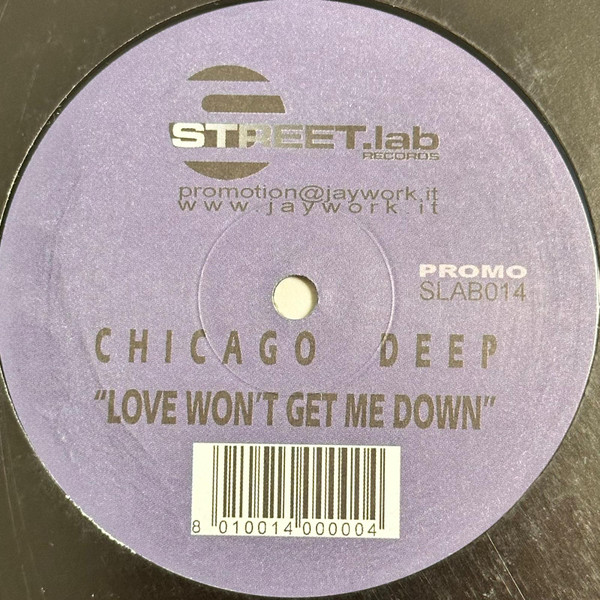 STREET.lab
RECORDS
promotion@jaywork.it
www.jaywork.it
PROMO
SLAB014
CHICAGO DEEP
“LOVE WON'T GET ME DOWN”
8 010014 000004